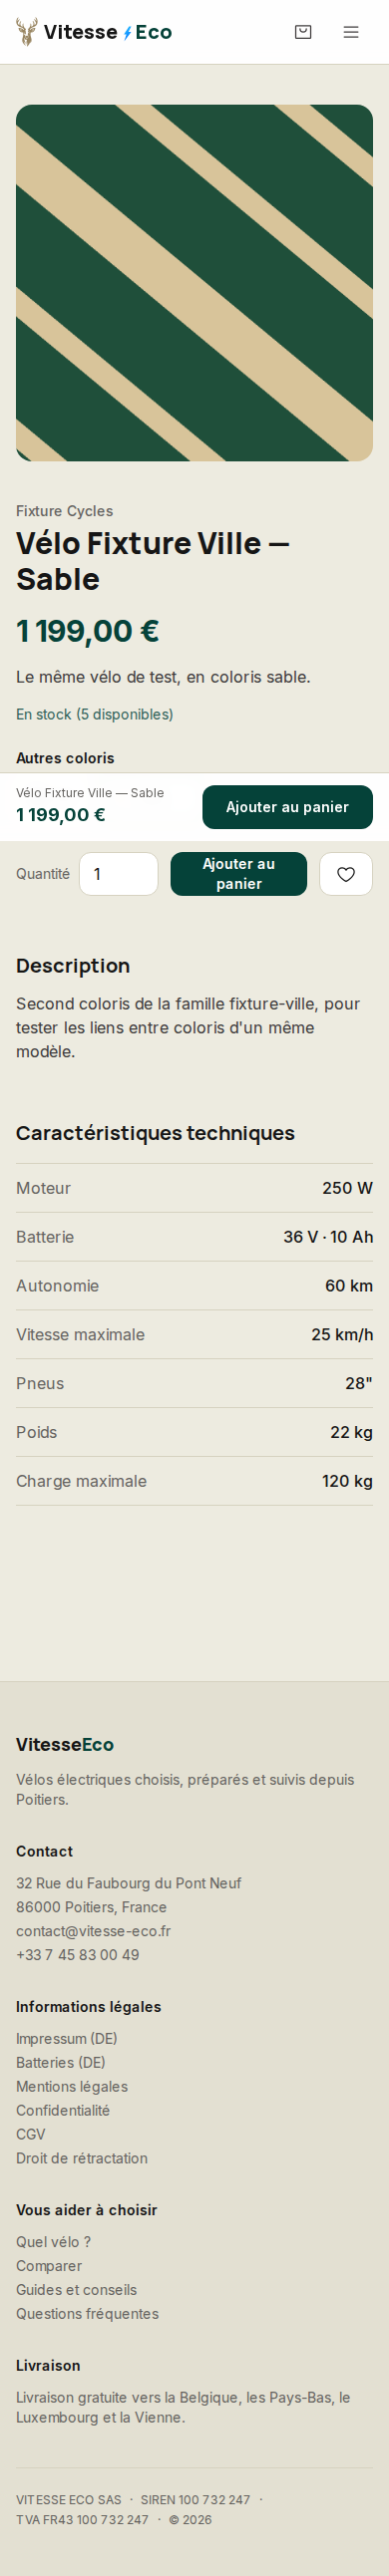 Vitesse Eco
Fixture Cycles
Vélo Fixture Ville —
Sable
1 199,00 €
Le même vélo de test, en coloris sable.
En stock (5 disponibles)
Autres coloris
Vélo Fixture Ville — Sable
1 199,00 €
Ajouter au panier
Quantité
1
Ajouter au
panier
Description
Second coloris de la famille fixture-ville, pour
tester les liens entre coloris d'un même
modèle.
Caractéristiques techniques
Moteur 250 W
Batterie 36 V · 10 Ah
Autonomie 60 km
Vitesse maximale 25 km/h
Pneus 28"
Poids 22 kg
Charge maximale 120 kg
VitesseEco
Vélos électriques choisis, préparés et suivis depuis
Poitiers.
Contact
32 Rue du Faubourg du Pont Neuf
86000 Poitiers, France
contact@vitesse-eco.fr
+33 7 45 83 00 49
Informations légales
Impressum (DE)
Batteries (DE)
Mentions légales
Confidentialité
CGV
Droit de rétractation
Vous aider à choisir
Quel vélo ?
Comparer
Guides et conseils
Questions fréquentes
Livraison
Livraison gratuite vers la Belgique, les Pays-Bas, le
Luxembourg et la Vienne.
VITESSE ECO SAS · SIREN 100 732 247 ·
TVA FR43 100 732 247 · © 2026